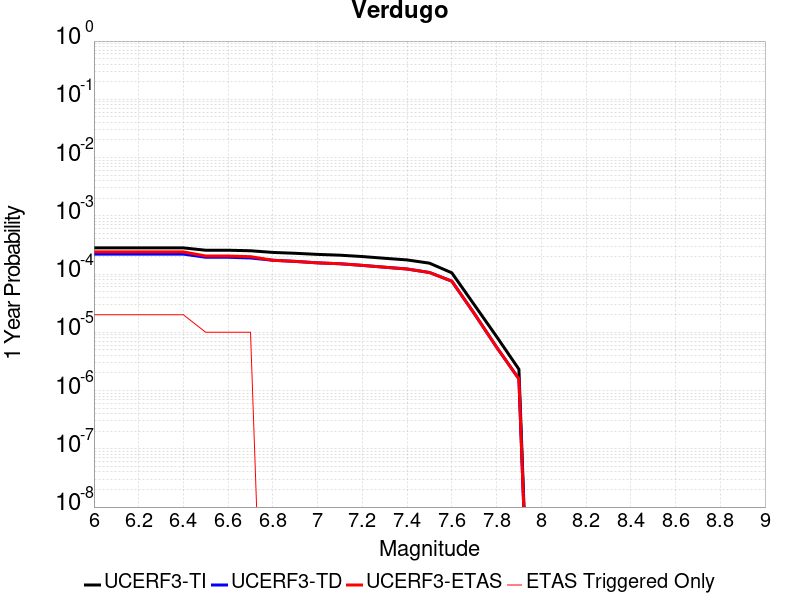 Verdugo
10^0
10^-1
10^-2
10^-3
10^-4
10^-5
10^-6
10^-7
10^-8
1 Year Probability
6 6.2 6.4 6.6 6.8 7 7.2 7.4 7.6 7.8 8 8.2 8.4 8.6 8.8 9
Magnitude
UCERF3-TI UCERF3-TD UCERF3-ETAS ETAS Triggered Only